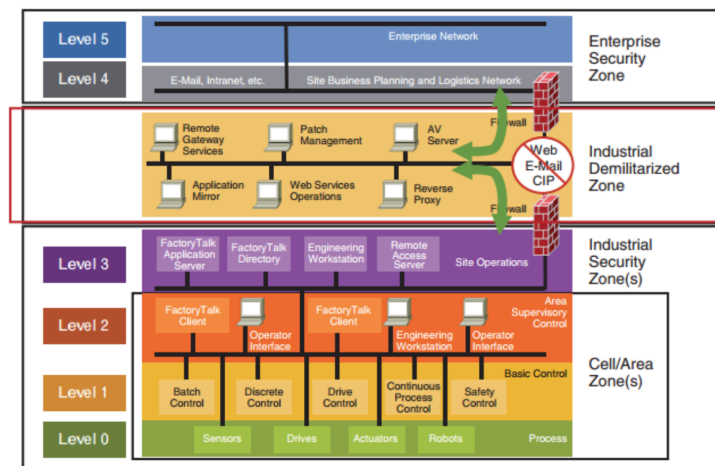 Level 5
Enterprise Network
Enterprise
Security
Zone
Level 4
E-Mail, Intranet, etc.
Site Business Planning and Logistics Network
Firewall
Remote
Gateway
Services
Patch
Management
AV
Server
Web
E-Mail
CIP
Industrial
Demilitarized
Zone
Application
Mirror
Web Services
Operations
Reverse
Proxy
Firewall
Level 3
FactoryTalk
Application
Server
FactoryTalk
Directory
Engineering
Workstation
Remote
Access
Server
Site Operations
Industrial
Security
Zone(s)
Level 2
FactoryTalk
Client
Operator
Interface
FactoryTalk
Client
Engineering
Workstation
Operator
Interface
Area
Supervisory
Control
Cell/Area
Zone(s)
Level 1
Basic Control
Batch
Control
Discrete
Control
Drive
Control
Continuous
Process
Control
Safety
Control
Level 0
Sensors
Drives
Actuators
Robots
Process